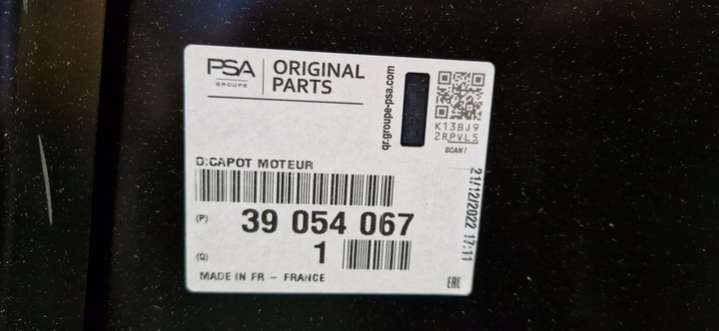 PSA
GROUPE
ORIGINAL
PARTS
qr.groupe-psa.com
K13BJ9
2RPVL5
SCAN!
D:CAPOT MOTEUR
21/12/2022 17:11
(P) 39 054 067
(Q) 1
MADE IN FR - FRANCE
EAC